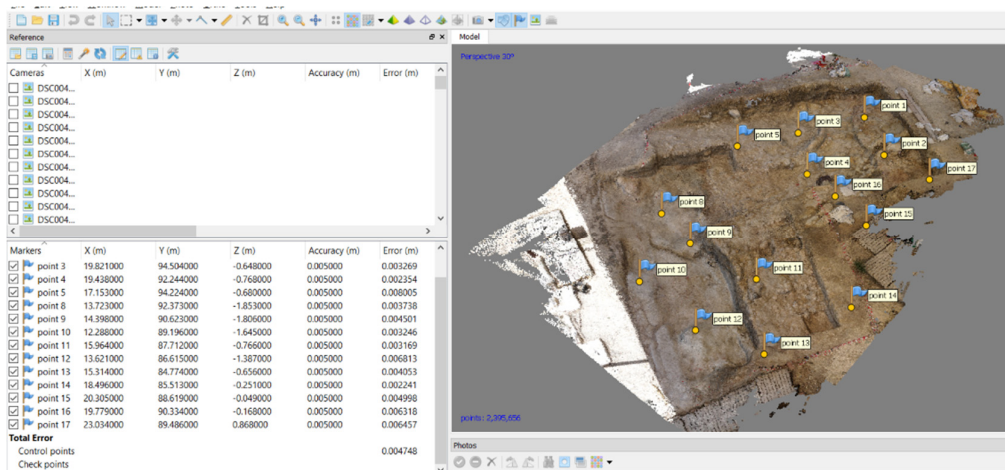 Reference
Cameras X (m) Y (m) Z (m) Accuracy (m) Error (m)
DSC004...
DSC004...
DSC004...
DSC004...
DSC004...
DSC004...
DSC004...
DSC004...
DSC004...
DSC004...
DSC004...
Markers X (m) Y (m) Z (m) Accuracy (m) Error (m)
point 3 19.821000 94.504000 -0.648000 0.005000 0.003269
point 4 19.438000 92.244000 -0.768000 0.005000 0.002354
point 5 17.153000 94.224000 -0.680000 0.005000 0.008005
point 8 13.723000 92.373000 -1.853000 0.005000 0.003738
point 9 14.398000 90.623000 -1.806000 0.005000 0.004501
point 10 12.288000 89.196000 -1.645000 0.005000 0.003246
point 11 15.964000 87.712000 -0.766000 0.005000 0.003169
point 12 13.621000 86.615000 -1.387000 0.005000 0.006813
point 13 15.314000 84.774000 -0.656000 0.005000 0.004053
point 14 18.496000 85.513000 -0.251000 0.005000 0.002241
point 15 20.305000 88.619000 -0.049000 0.005000 0.004998
point 16 19.779000 90.334000 -0.168000 0.005000 0.006318
point 17 23.034000 89.486000 0.868000 0.005000 0.006457
Total Error
Control points 0.004748
Check points
Model
Perspective 30°
point 1
point 3
point 5
point 2
point 4
point 17
point 16
point 8
point 15
point 9
point 10
point 11
point 14
point 12
point 13
points: 2,395,656
Photos